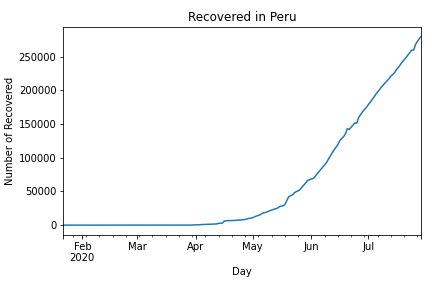 Recovered in Peru
Number of Recovered
250000
200000
150000
100000
50000
0
Feb Mar Apr May Jun Jul
2020
Day